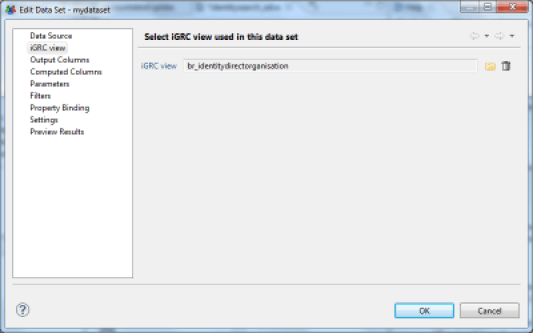 Edit Data Set - mydataset
Data Source
iGRC view
Output Columns
Computed Columns
Parameters
Filters
Property Binding
Settings
Preview Results
Select iGRC view used in this data set
iGRC view br_identitydirectorganisation
?
OK Cancel